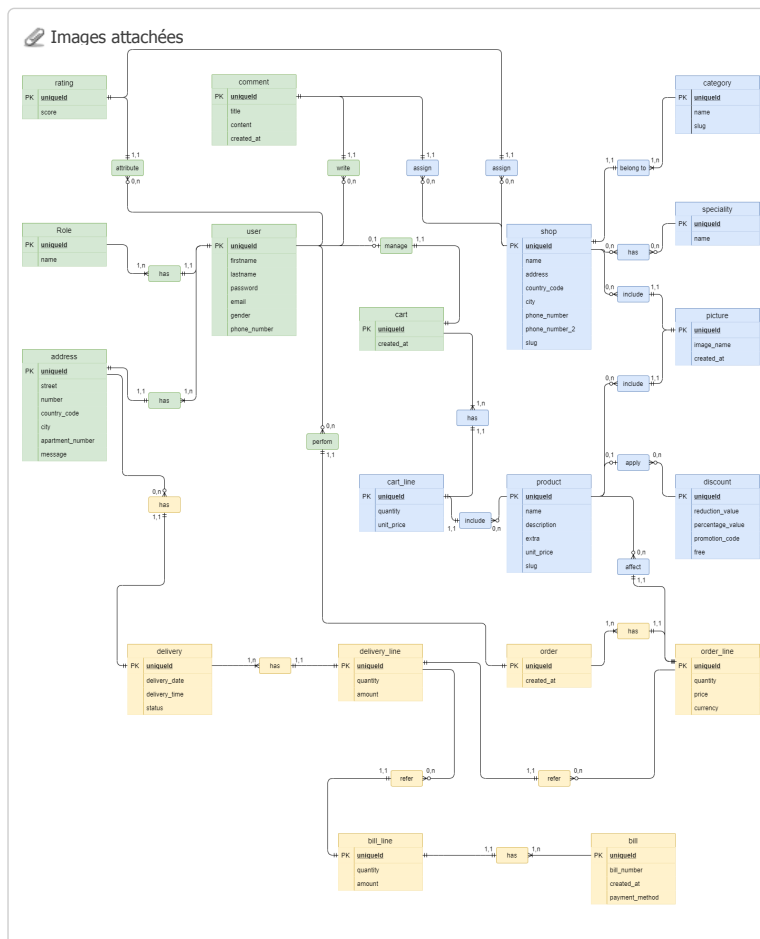 Images attachées
rating
PK uniqueId
score
comment
PK uniqueId
title
content
created_at
category
PK uniqueId
name
slug
1,1
1,1
1,1
1,1
1,1
1,n
attribute
write
assign
assign
belong to
0,n
0,n
0,n
0,n
Role
PK uniqueId
name
1,n
has
1,1
user
PK uniqueId
firstname
lastname
password
email
gender
phone_number
0,1
manage
1,1
shop
PK uniqueId
name
address
country_code
city
phone_number
phone_number_2
slug
speciality
PK uniqueId
name
0,n
has
0,n
0,n
include
1,1
cart
PK uniqueId
created_at
picture
PK uniqueId
image_name
created_at
address
PK uniqueId
street
number
country_code
city
apartment_number
message
1,1
has
1,n
0,n
include
1,1
1,n
has
1,1
0,n
perfom
1,1
0,1
apply
0,n
0,n
has
1,1
cart_line
PK uniqueId
quantity
unit_price
1,1
include
0,n
product
PK uniqueId
name
description
extra
unit_price
slug
discount
PK uniqueId
reduction_value
percentage_value
promotion_code
free
0,n
affect
1,1
1,n
has
1,1
delivery
PK uniqueId
delivery_date
delivery_time
status
1,n
has
1,1
delivery_line
PK uniqueId
quantity
amount
order
PK uniqueId
created_at
order_line
PK uniqueId
quantity
price
currency
1,1
refer
0,n
1,1
refer
0,n
bill_line
PK uniqueId
quantity
amount
1,1
has
1,n
bill
PK uniqueId
bill_number
created_at
payment_method